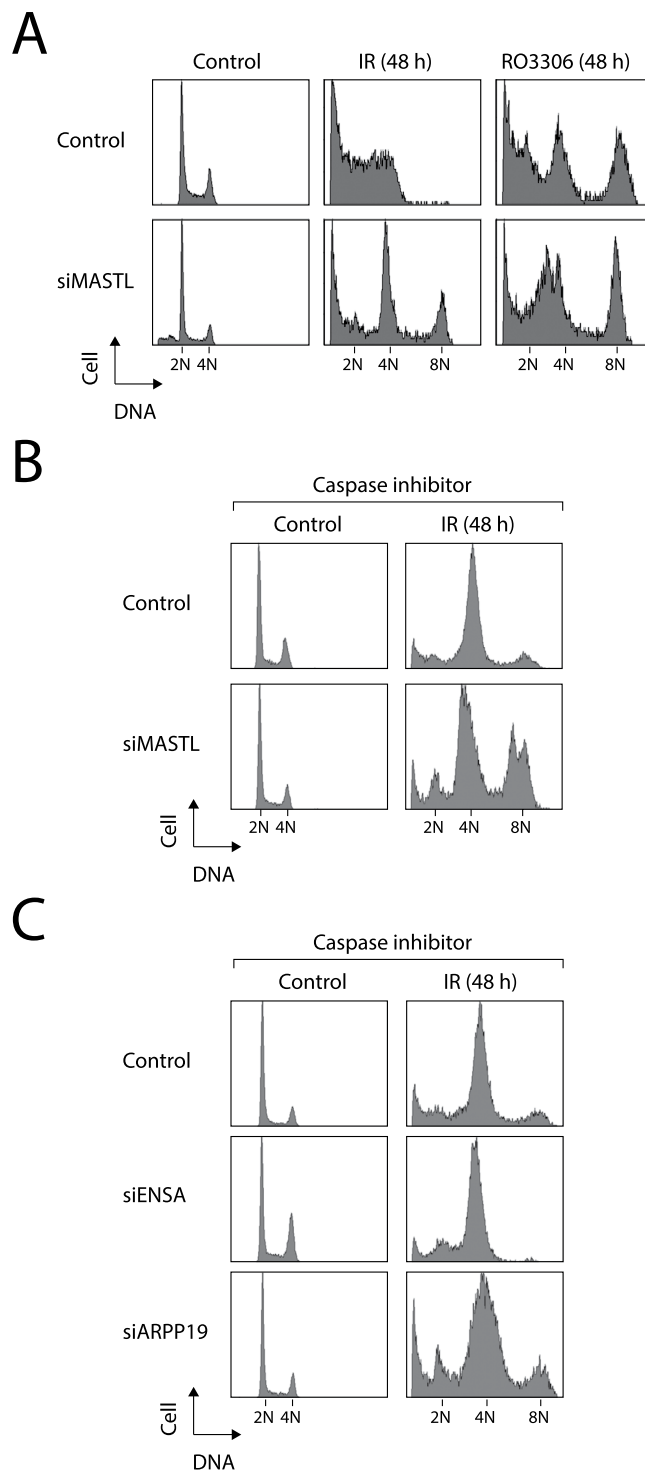 A
Control IR (48 h) RO3306 (48 h)
Control
siMASTL
2N 4N 2N 4N 8N 2N 4N 8N
Cell
DNA
B
Caspase inhibitor
Control IR (48 h)
Control
siMASTL
2N 4N 2N 4N 8N
Cell
DNA
C
Caspase inhibitor
Control IR (48 h)
Control
siENSA
siARPP19
2N 4N 2N 4N 8N
Cell
DNA